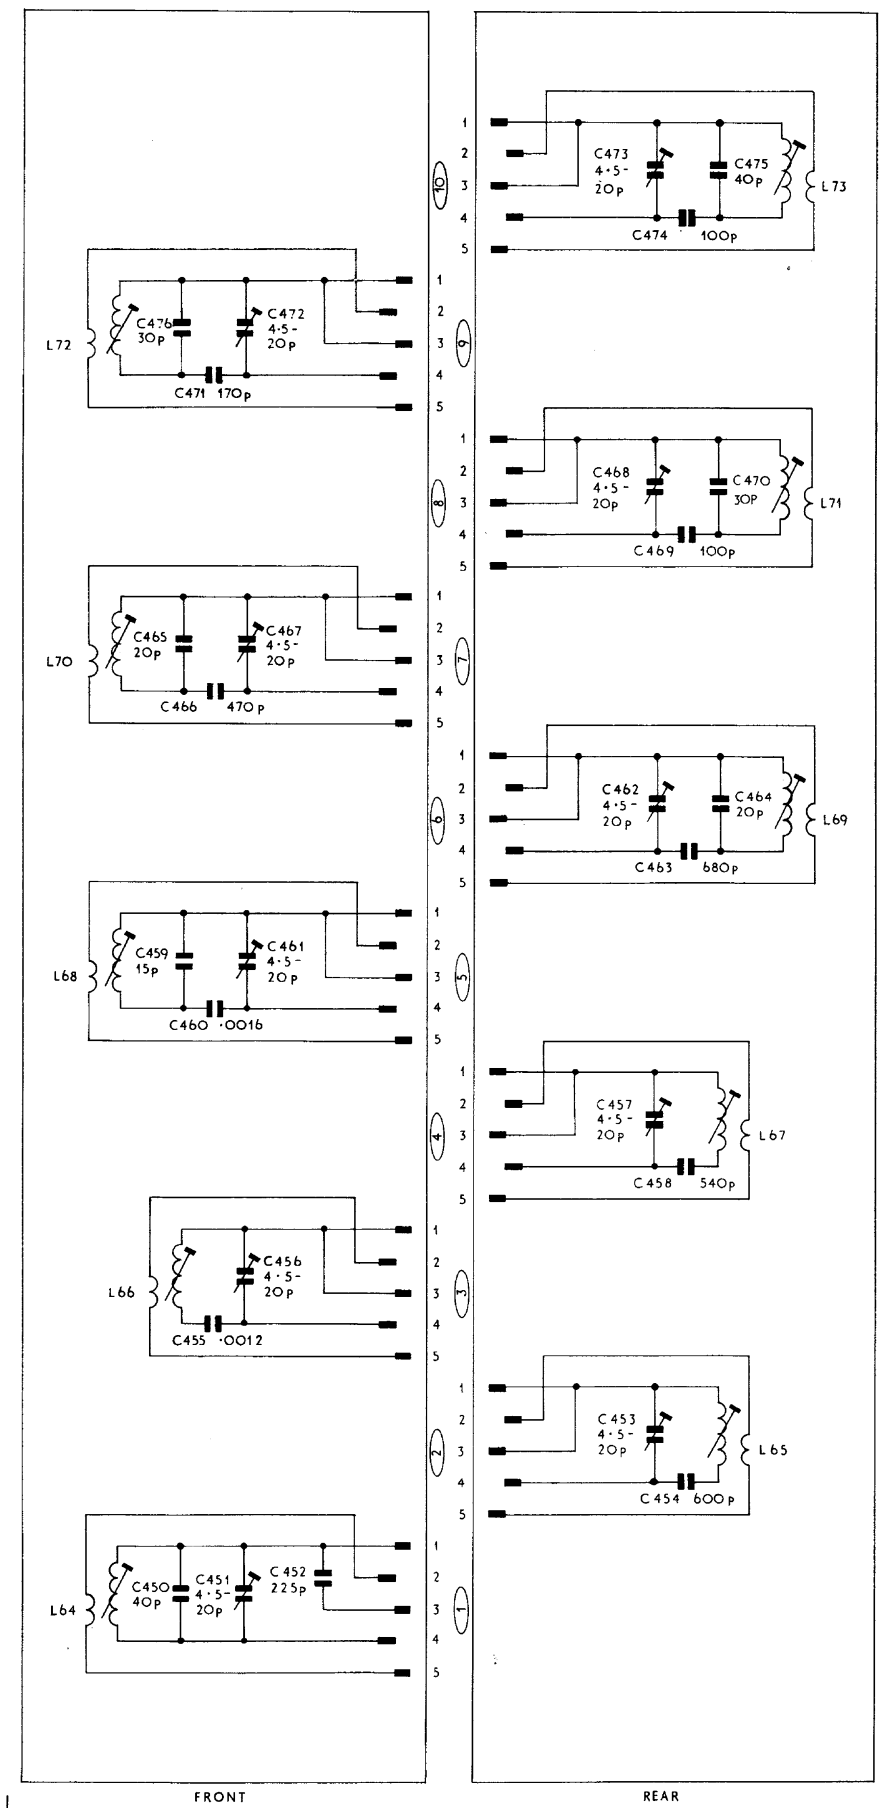 1
2
3
4
5
10
C473
4·5-
20p
C475
40p
L73
C474 100p
1
2
3
4
5
9
L72
C476
30p
C472
4·5-
20p
C471 170p
1
2
3
4
5
8
C468
4·5-
20p
C470
30P
L71
C469 100p
1
2
3
4
5
7
L70
C465
20p
C467
4·5-
20p
C466 470p
1
2
3
4
5
6
C462
4·5-
20p
C464
20p
L69
C463 680p
1
2
3
4
5
5
L68
C459
15p
C461
4·5-
20p
C460 ·0016
1
2
3
4
5
4
C457
4·5-
20p
L67
C458 540p
1
2
3
4
5
3
L66
C456
4·5-
20p
C455 ·0012
1
2
3
4
5
2
C453
4·5-
20p
L65
C454 600p
1
2
3
4
5
1
L64
C450
40p
C451
4·5-
20p
C452
225p
FRONT
REAR